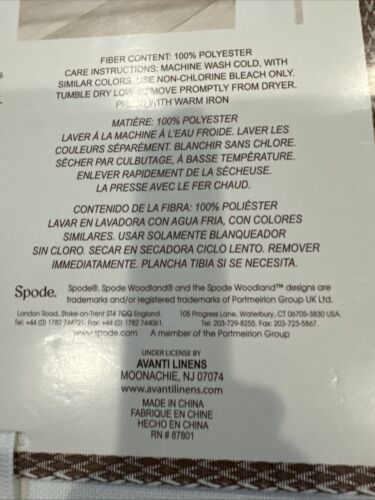 FIBER CONTENT: 100% POLYESTER
CARE INSTRUCTIONS: MACHINE WASH COLD, WITH
SIMILAR COLORS. USE NON-CHLORINE BLEACH ONLY.
TUMBLE DRY LOW. REMOVE PROMPTLY FROM DRYER.
WITH WARM IRON
MATIÈRE: 100% POLYESTER
LAVER À LA MACHINE À L'EAU FROIDE. LAVER LES
COULEURS SÉPARÉMENT. BLANCHIR SANS CHLORE.
SÉCHER PAR CULBUTAGE, À BASSE TEMPÉRATURE.
ENLEVER RAPIDEMENT DE LA SÉCHEUSE.
LA PRESSE AVEC LE FER CHAUD.
CONTENIDO DE LA FIBRA: 100% POLIÉSTER
LAVAR EN LAVADORA CON AGUA FRIA, CON COLORES
SIMILARES. USAR SOLAMENTE BLANQUEADOR
SIN CLORO. SECAR EN SECADORA CICLO LENTO. REMOVER
IMMEDIATAMENTE. PLANCHA TIBIA SI SE NECESITA.
Spode.
Spode®, Spode Woodland® and the Spode Woodland™ designs are
trademarks and/or registered trademarks of Portmeirion Group UK Ltd.
London Road, Stoke-on-Trent ST4 7QQ England
Tel: +44 (0) 1782 744721, Fax: +44 (0) 1782 744061.
105 Progress Lane, Waterbury, CT 06705-3830 USA.
Tel: 203-729-8255. Fax: 203-723-5867.
www.spode.com A member of the Portmeirion Group
UNDER LICENSE BY
AVANTI LINENS
MOONACHIE, NJ 07074
www.avantilinens.com
MADE IN CHINA
FABRIQUE EN CHINE
HECHO EN CHINA
RN # 87801